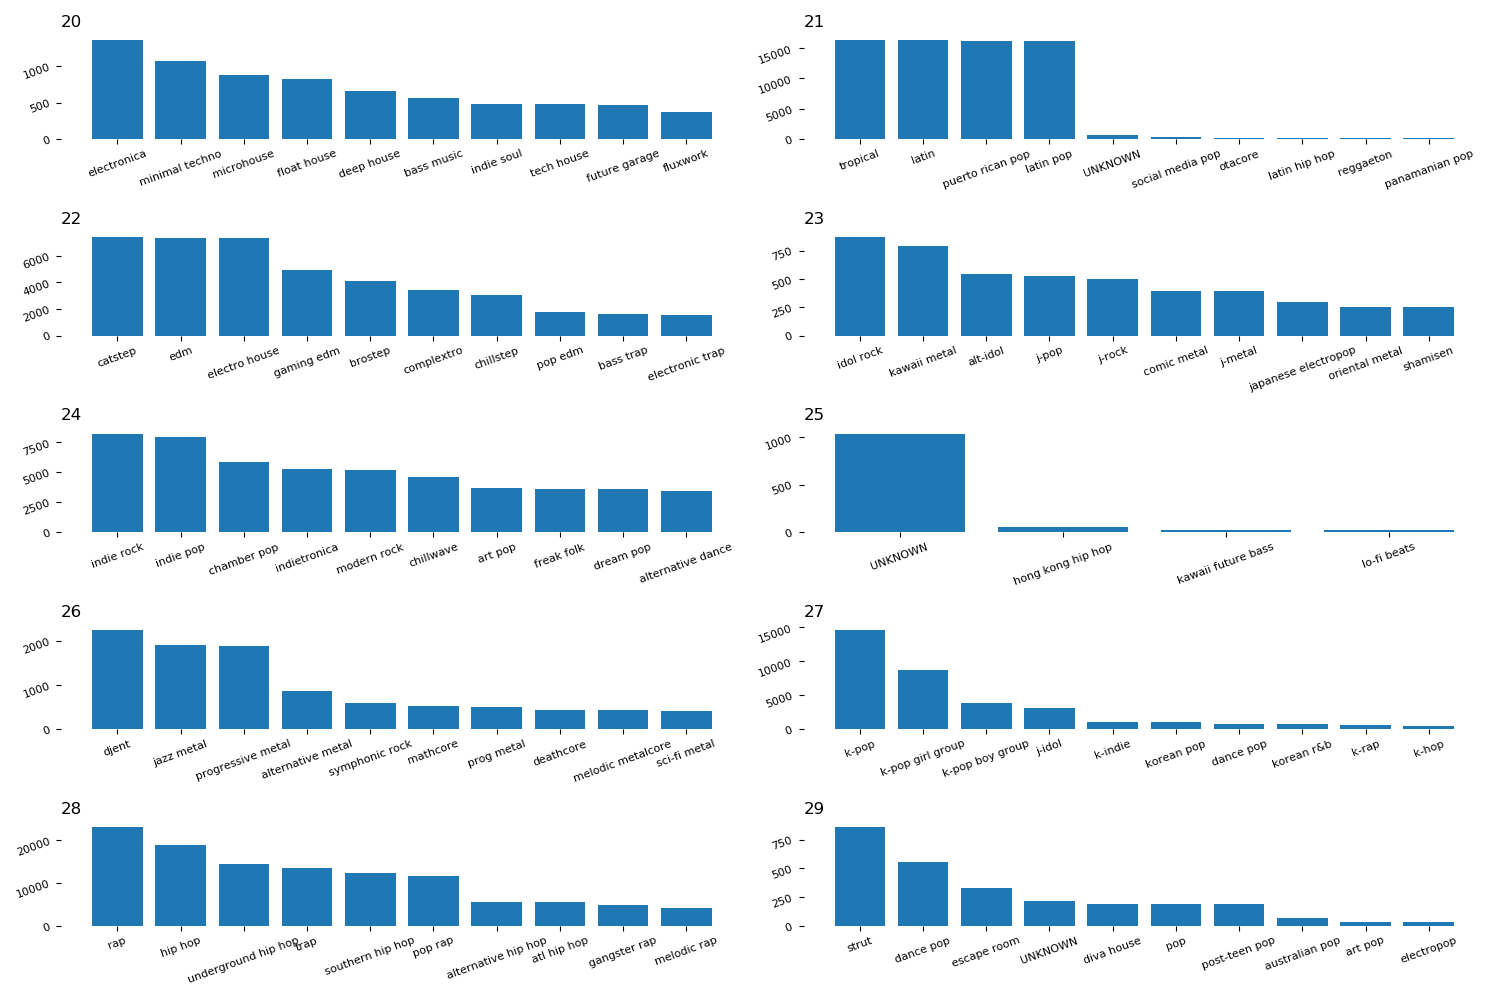 20
1000
500
0
electronica
minimal techno
microhouse
float house
deep house
bass music
indie soul
tech house
future garage
fluxwork
21
15000
10000
5000
0
tropical
latin
puerto rican pop
latin pop
UNKNOWN
social media pop
otacore
latin hip hop
reggaeton
panamanian pop
22
6000
4000
2000
0
catstep
edm
electro house
gaming edm
brostep
complextro
chillstep
pop edm
bass trap
electronic trap
23
750
500
250
0
idol rock
kawaii metal
alt-idol
j-pop
j-rock
comic metal
j-metal
japanese electropop
oriental metal
shamisen
24
7500
5000
2500
0
indie rock
indie pop
chamber pop
indietronica
modern rock
chillwave
art pop
freak folk
dream pop
alternative dance
25
1000
500
0
UNKNOWN
hong kong hip hop
kawaii future bass
lo-fi beats
26
2000
1000
0
djent
jazz metal
progressive metal
alternative metal
symphonic rock
mathcore
prog metal
deathcore
melodic metalcore
sci-fi metal
27
15000
10000
5000
0
k-pop
k-pop girl group
k-pop boy group
j-idol
k-indie
korean pop
dance pop
korean r&b
k-rap
k-hop
28
20000
10000
0
rap
hip hop
underground hip hop
trap
southern hip hop
pop rap
alternative hip hop
atl hip hop
gangster rap
melodic rap
29
750
500
250
0
strut
dance pop
escape room
UNKNOWN
diva house
pop
post-teen pop
australian pop
art pop
electropop